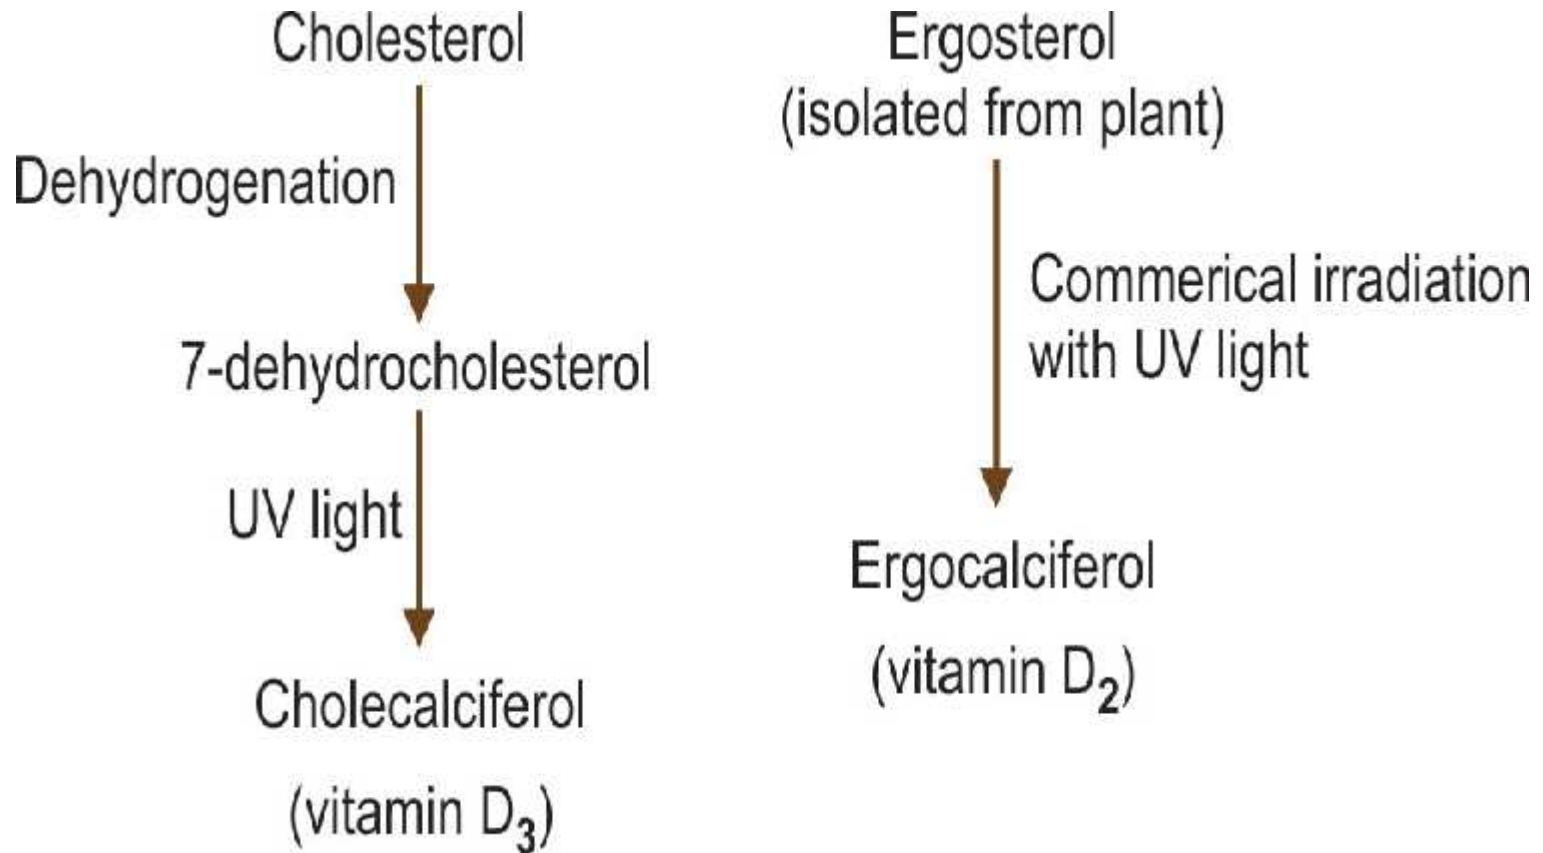 Cholesterol
Dehydrogenation
7-dehydrocholesterol
UV light
Cholecalciferol
(vitamin D3)
Ergosterol
(isolated from plant)
Commerical irradiation
with UV light
Ergocalciferol
(vitamin D2)